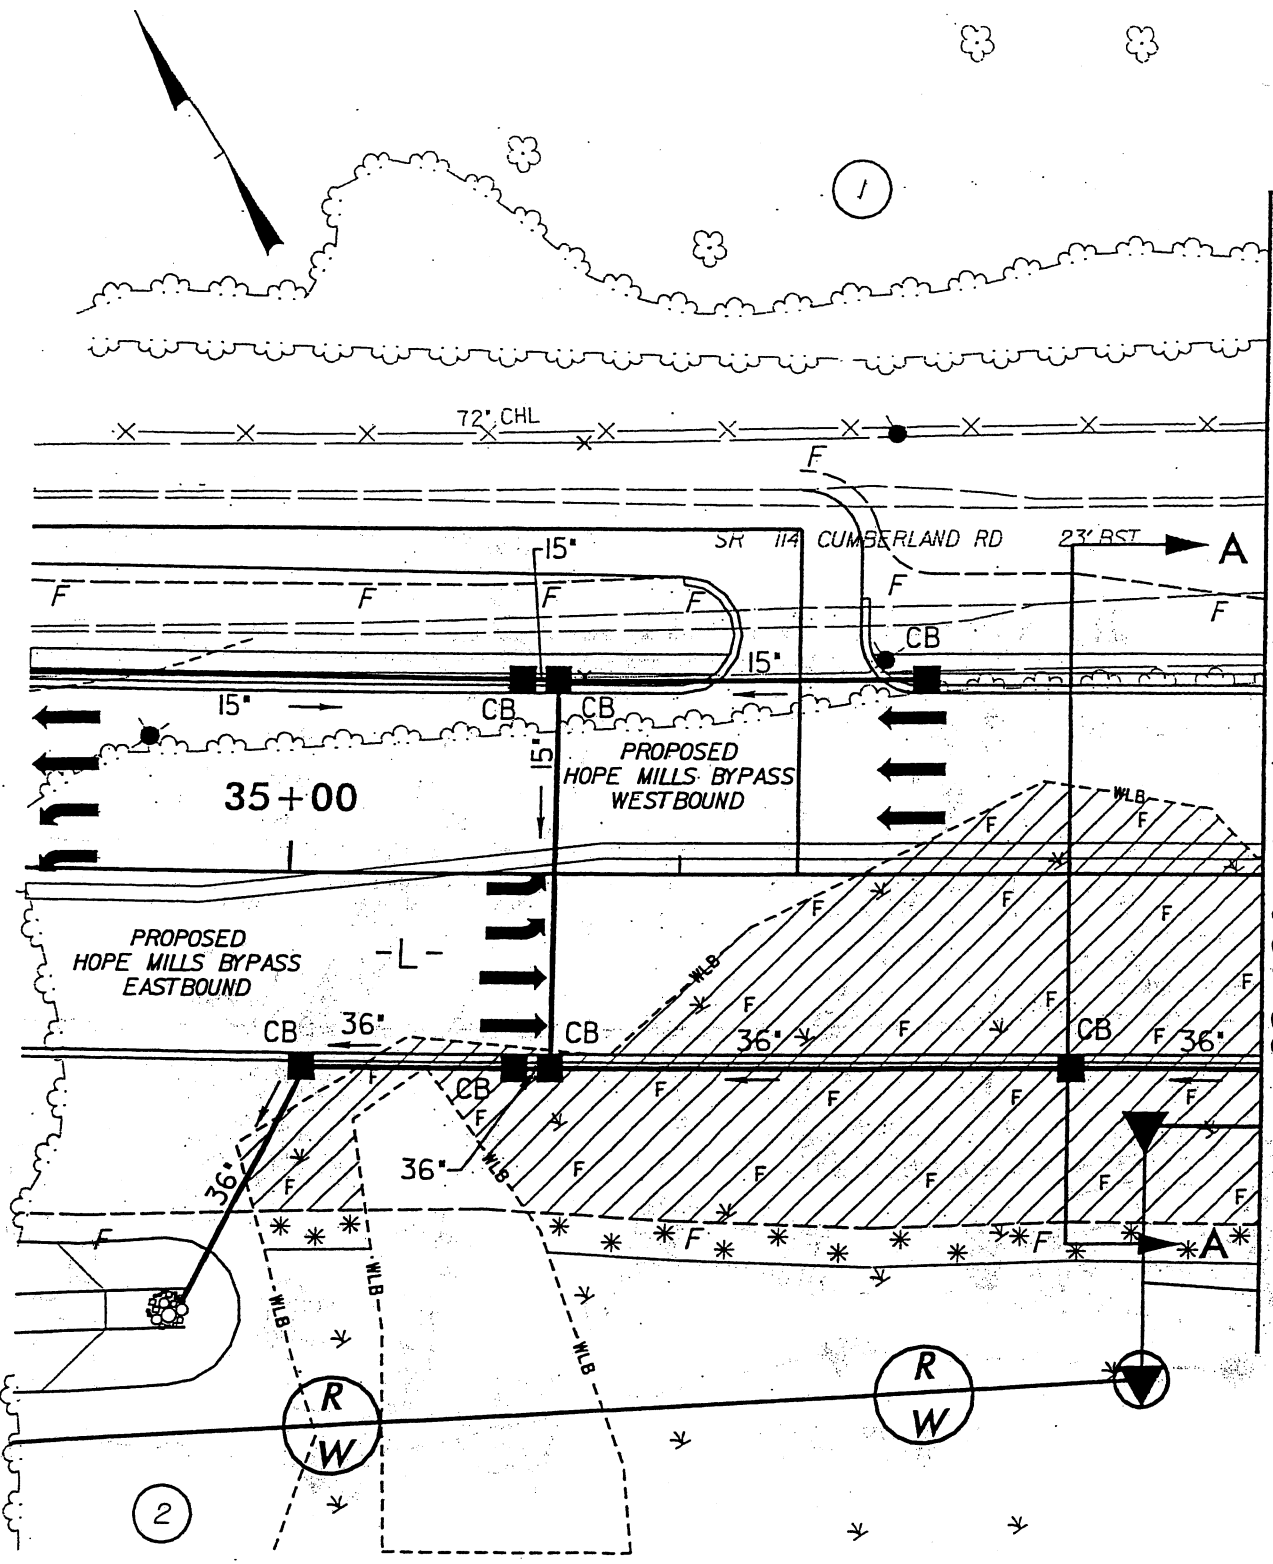 1
72" CHL
F
SR 114 CUMBERLAND RD 23' BST
A
15"
F F F F F F
CB
15"
15"
CB CB
15"
PROPOSED
HOPE MILLS BYPASS
WESTBOUND
35+00
WLB
F F
F F F
PROPOSED
HOPE MILLS BYPASS
EASTBOUND
-L-
WLB
F F F F F
CB 36" CB 36" CB 36"
F CB F F F F F
36" 36" WLB
F F F F F F
F F F A
WLB WLB
WLB
R
W
R
W
2